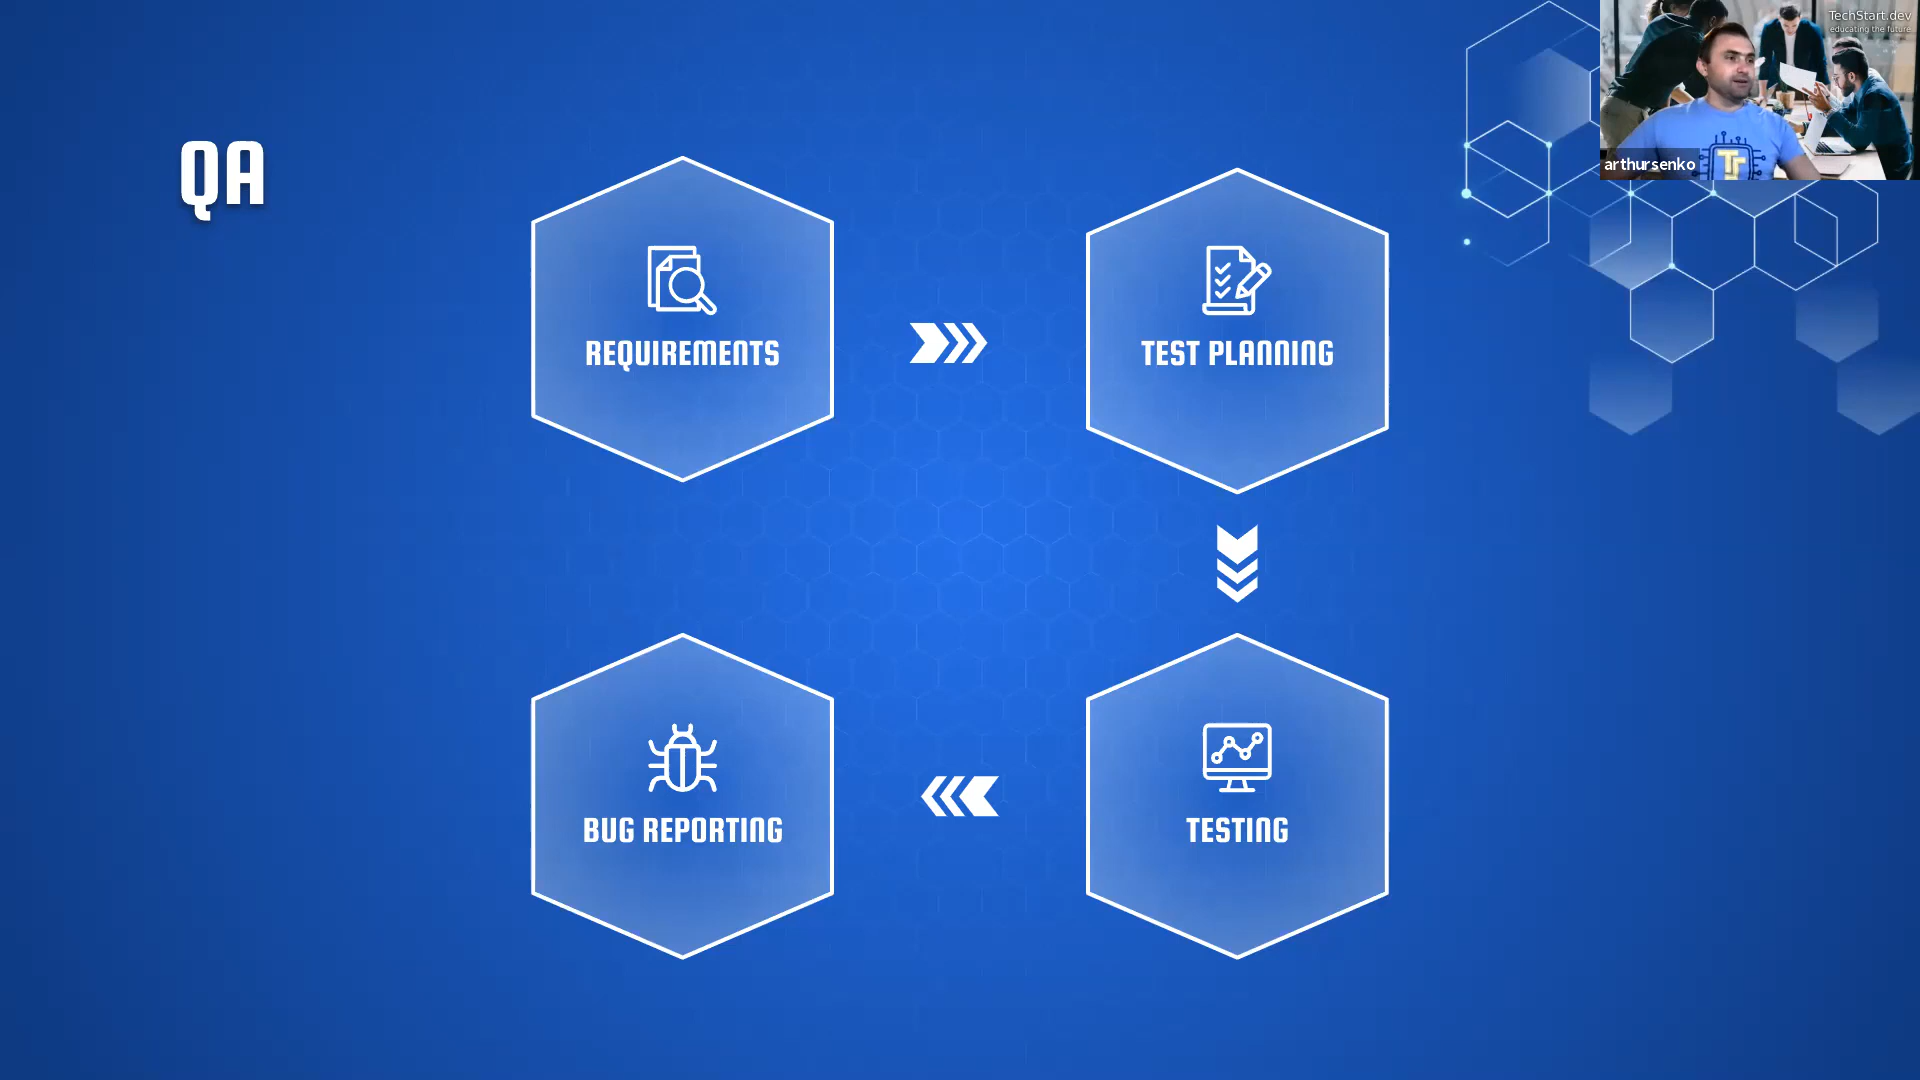 TechStart.dev
educating the future
arthursenko
QA
REQUIREMENTS
TEST PLANNING
BUG REPORTING
TESTING